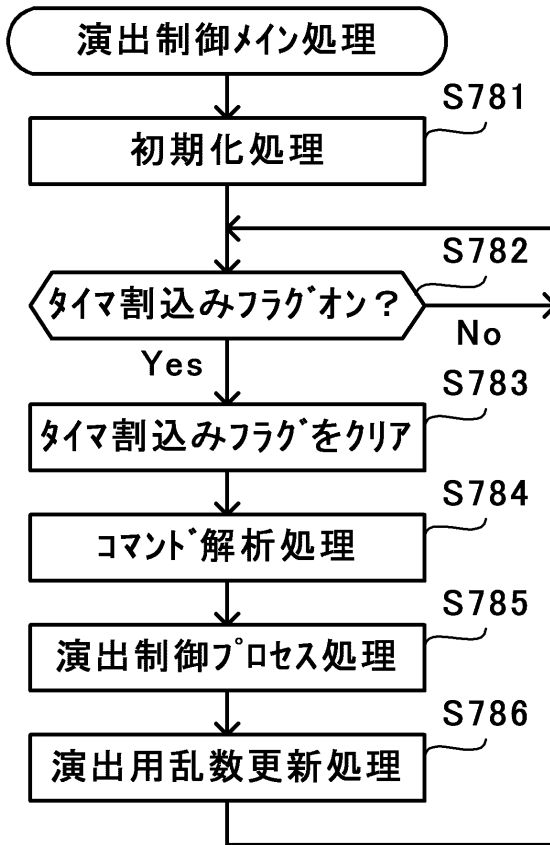 演出制御メイン処理
S781
初期化処理
S782
タイマ割込みフラグオン?
No
Yes
S783
タイマ割込みフラグをクリア
S784
コマンド解析処理
S785
演出制御プロセス処理
S786
演出用乱数更新処理